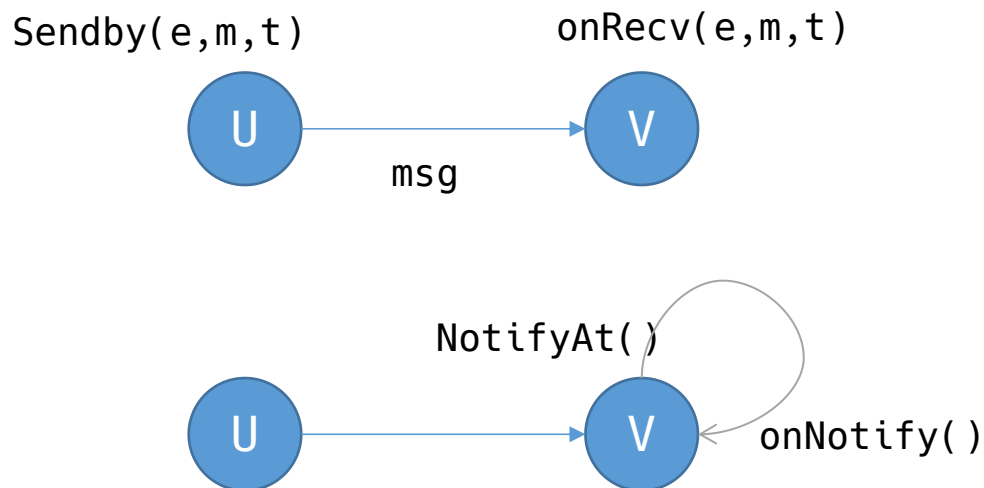 Sendby(e,m,t)
onRecv(e,m,t)
U
V
msg
NotifyAt()
U
V
onNotify()